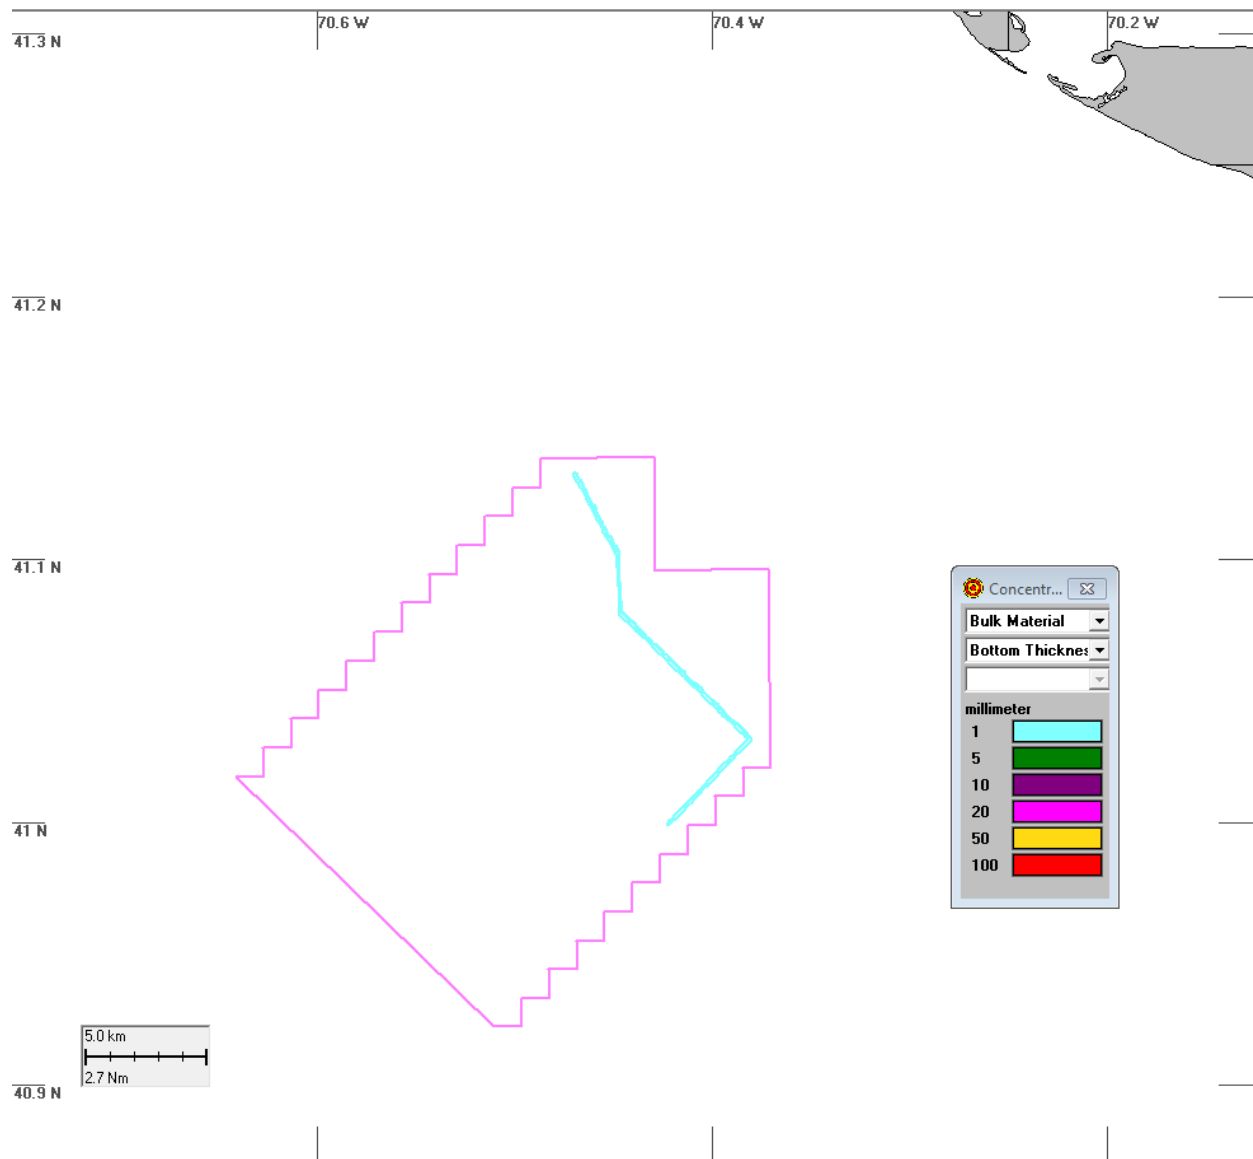 70.6 W
70.4 W
70.2 W
41.3 N
41.2 N
41.1 N
41 N
40.9 N
Concentr...
Bulk Material
Bottom Thicknes
millimeter
1
5
10
20
50
100
5.0 km
2.7 Nm